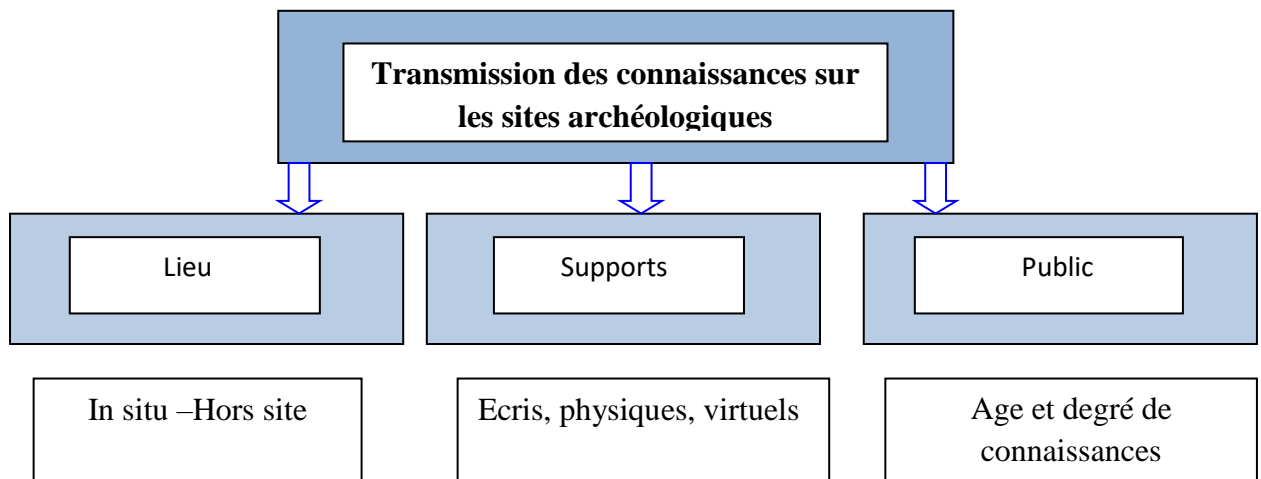 Transmission des connaissances sur
les sites archéologiques
Lieu
Supports
Public
In situ –Hors site
Ecris, physiques, virtuels
Age et degré de
connaissances